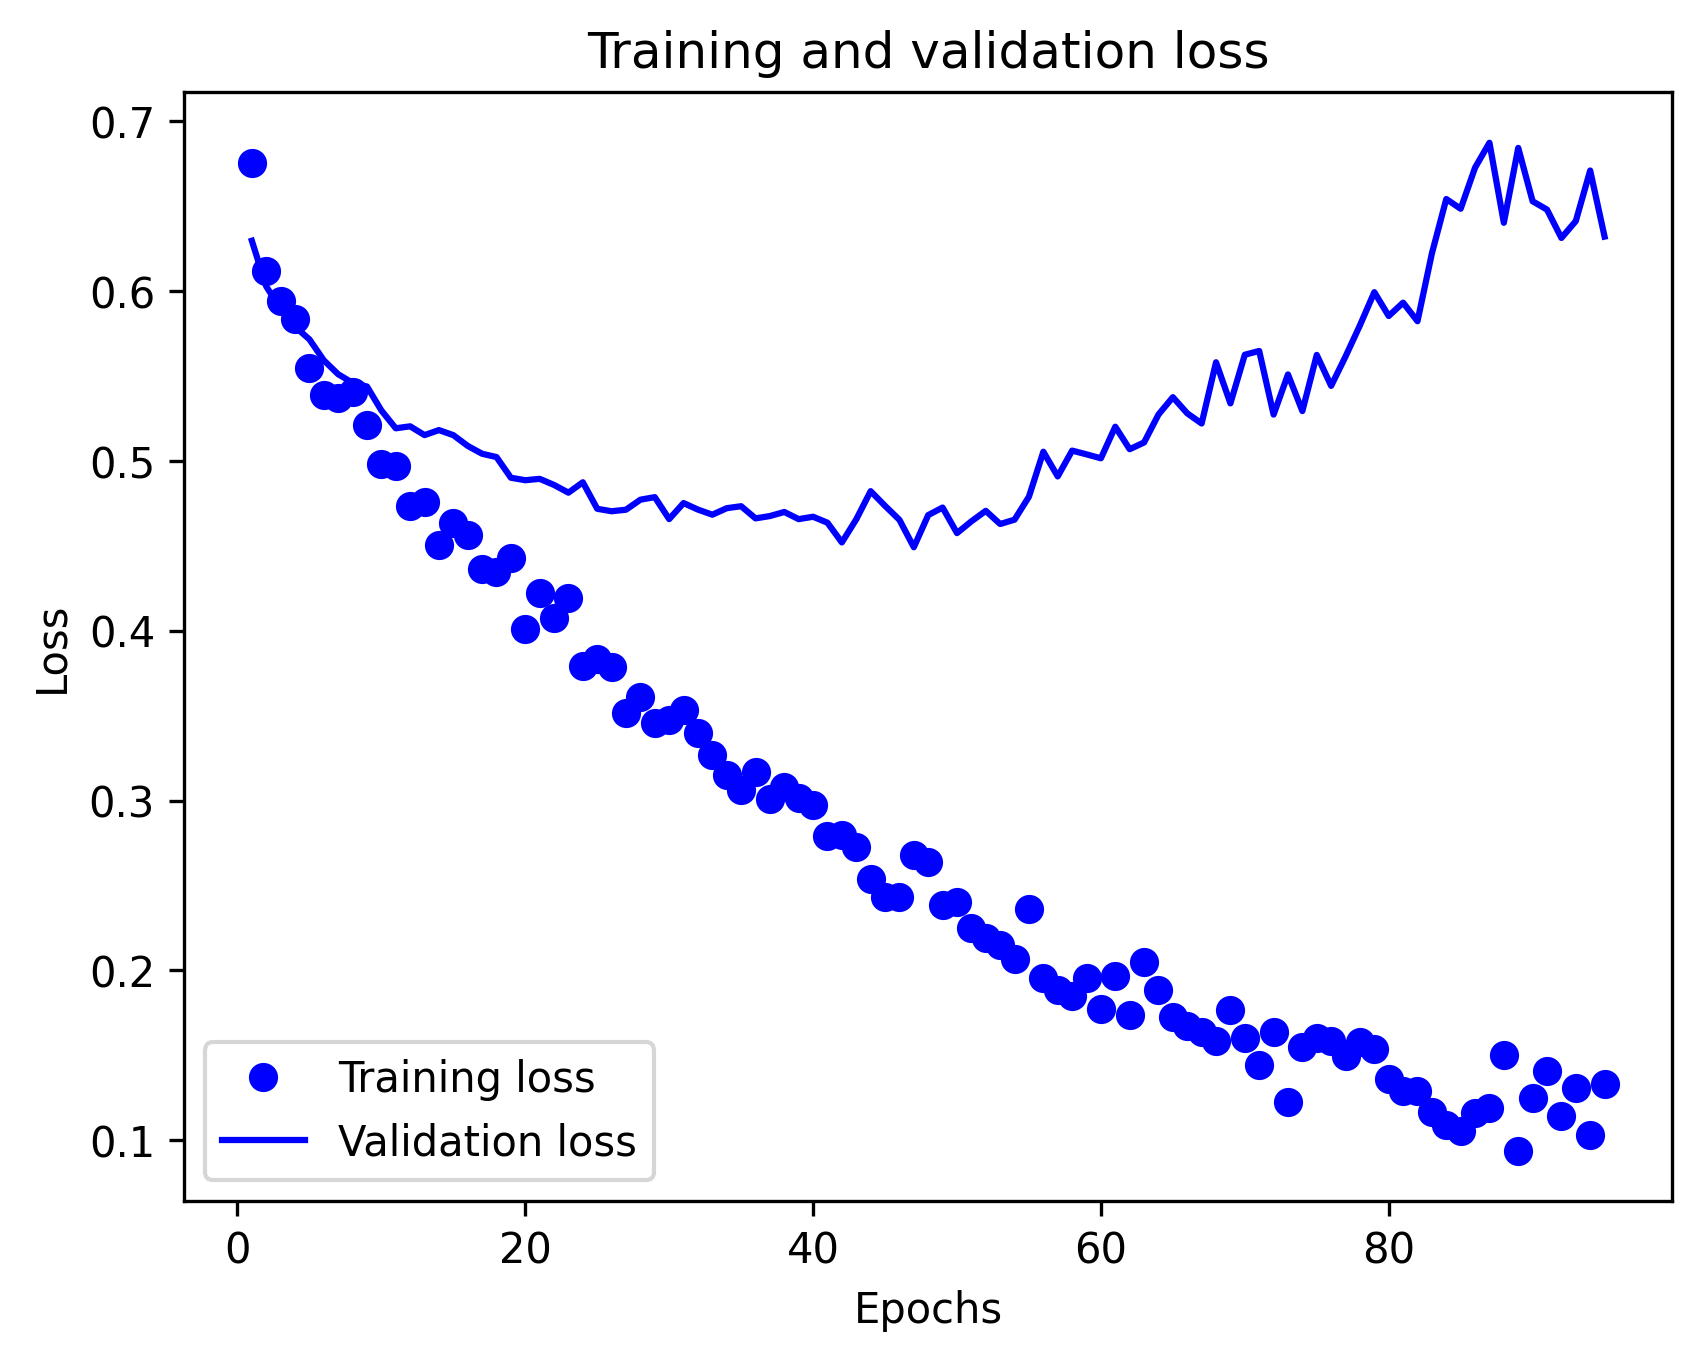 Training and validation loss
0.7
0.6
0.5
0.4
0.3
0.2
0.1
Loss
Training loss
Validation loss
0 20 40 60 80
Epochs